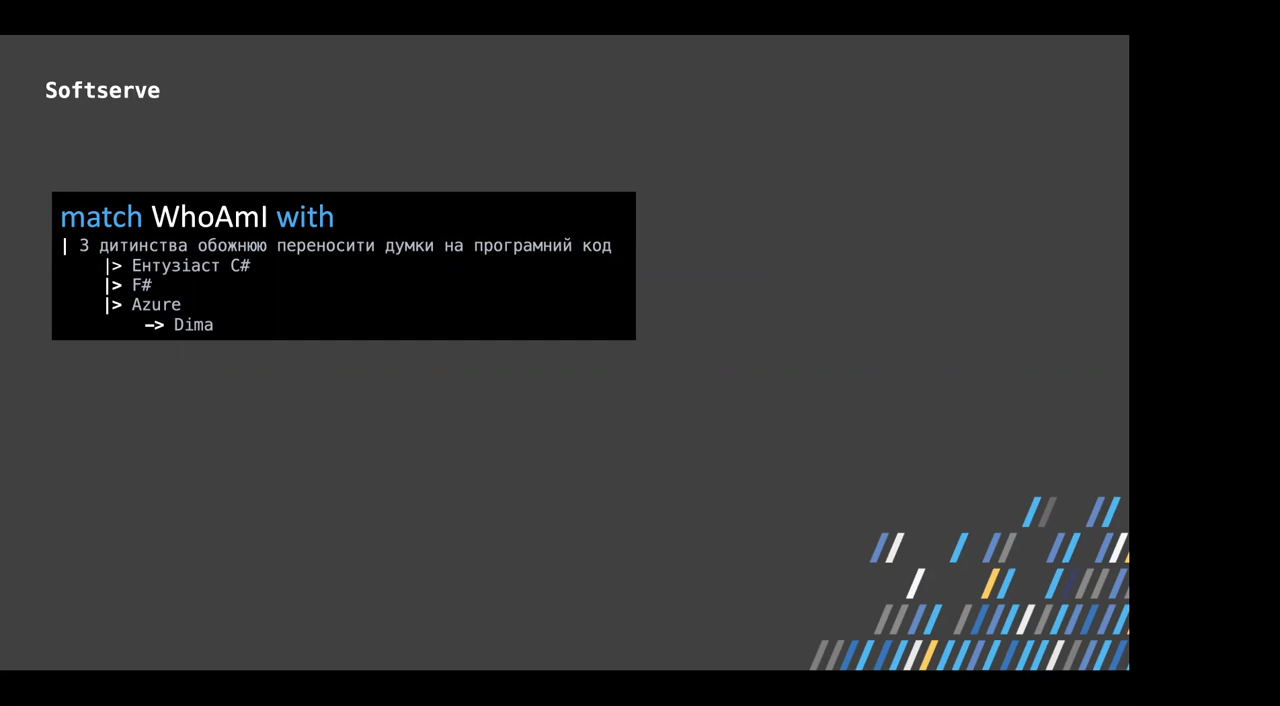 Softserve
match WhoAmI with
| З дитинства обожнюю переносити думки на програмний код
|> Ентузіаст C#
|> F#
|> Azure
—> Dima